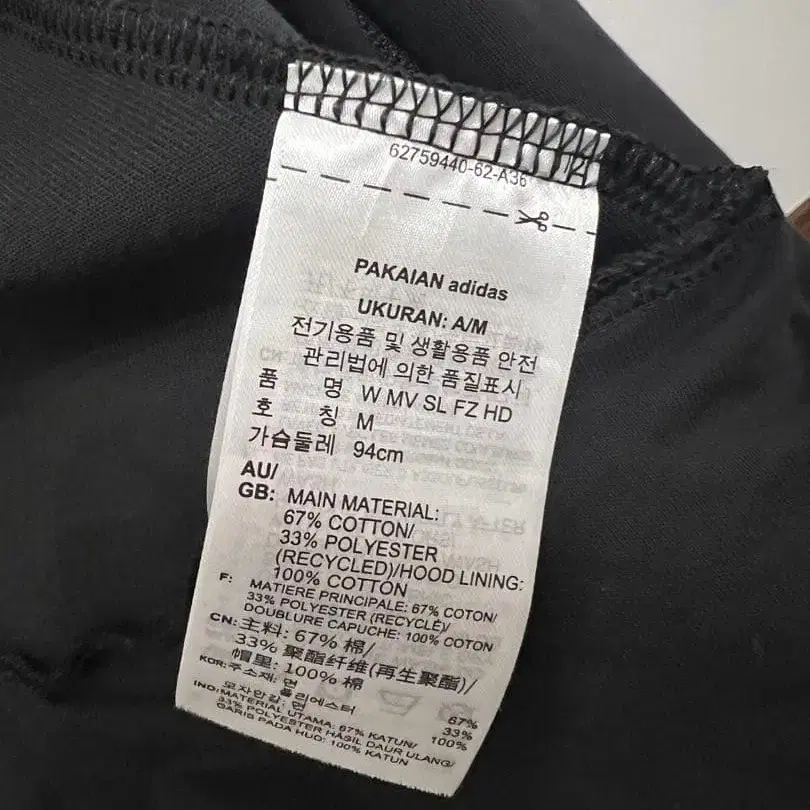 62759440-62-A36
PAKAIAN adidas
UKURAN: A/M
전기용품 및 생활용품 안전
관리법에 의한 품질표시
품 명 W MV SL FZ HD
호 칭 M
가슴둘레 94cm
AU/
GB: MAIN MATERIAL:
67% COTTON/
33% POLYESTER
(RECYCLED)/HOOD LINING:
100% COTTON
F: MATIERE PRINCIPALE: 67% COTON/
33% POLYESTER (RECYCLÉ)/
DOUBLURE CAPUCHE: 100% COTON
CN: 主料: 67% 棉/
33% 聚酯纤维(再生聚酯)/
帽里: 100% 棉
KOR: 주소재: 면 67%
폴리에스터 33%
모자안감: 면 100%
IND: MATERIAL UTAMA: 67% KATUN/
33% POLYESTER HASIL DAUR ULANG/
GARIS PADA HUD: 100% KATUN